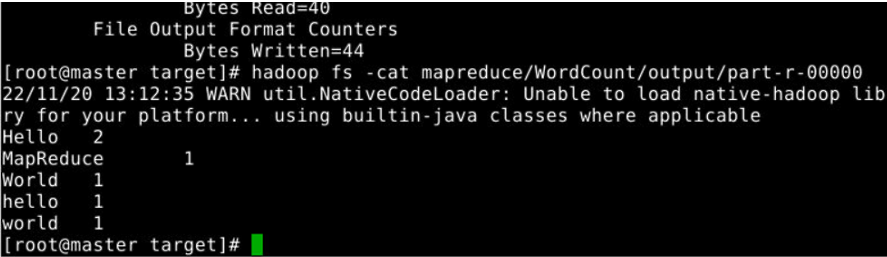 Bytes Read=40
File Output Format Counters
Bytes Written=44
[root@master target]# hadoop fs -cat mapreduce/WordCount/output/part-r-00000
22/11/20 13:12:35 WARN util.NativeCodeLoader: Unable to load native-hadoop lib
ry for your platform... using builtin-java classes where applicable
Hello 2
MapReduce 1
World 1
hello 1
world 1
[root@master target]#